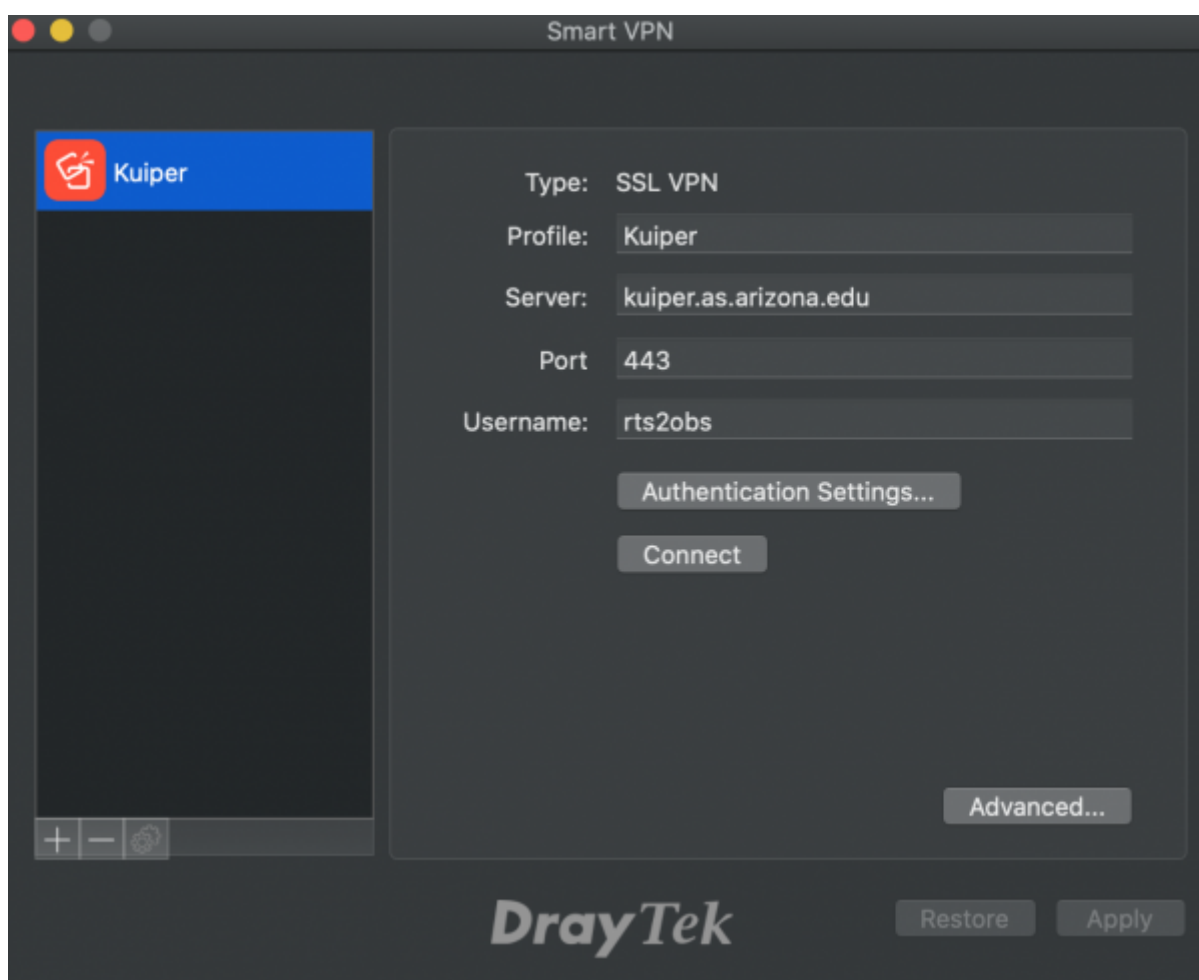 Smart VPN
Kuiper
Type: SSL VPN
Profile: Kuiper
Server: kuiper.as.arizona.edu
Port 443
Username: rts2obs
Authentication Settings...
Connect
Advanced...
DrayTek
Restore
Apply